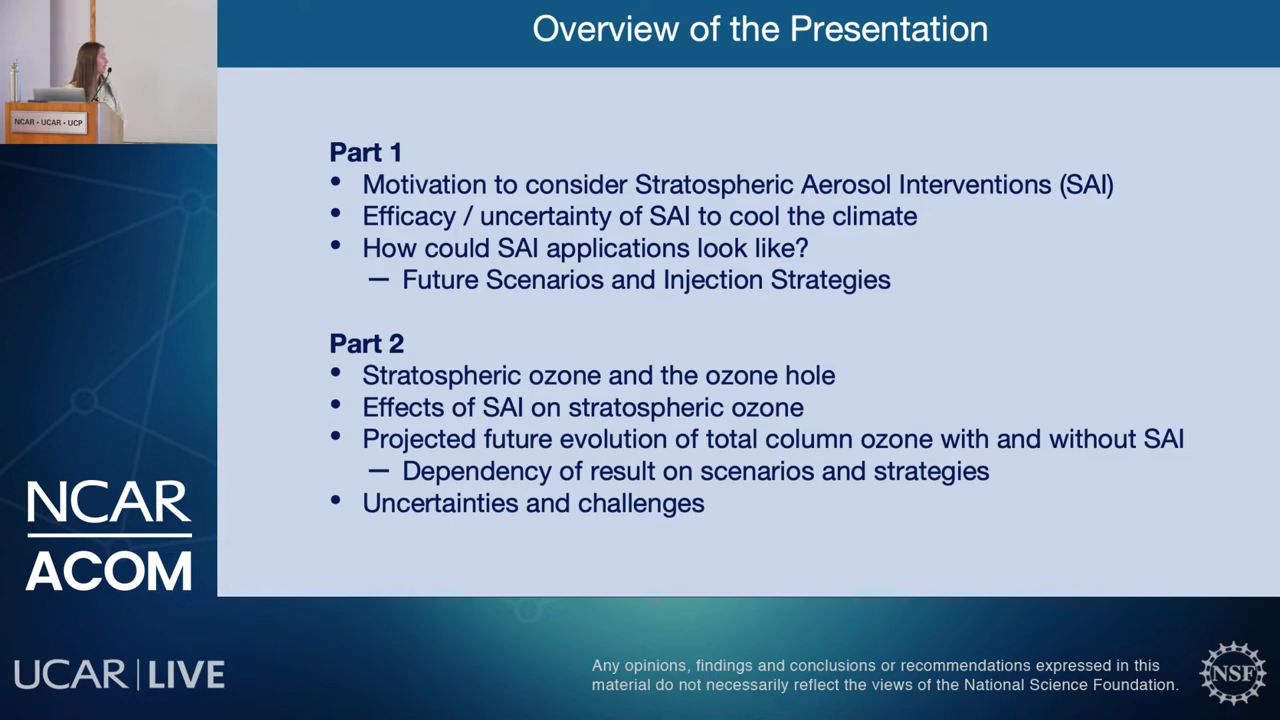 Overview of the Presentation
NCAR • UCAR • UCP
Part 1
• Motivation to consider Stratospheric Aerosol Interventions (SAI)
• Efficacy / uncertainty of SAI to cool the climate
• How could SAI applications look like?
— Future Scenarios and Injection Strategies
Part 2
• Stratospheric ozone and the ozone hole
• Effects of SAI on stratospheric ozone
• Projected future evolution of total column ozone with and without SAI
— Dependency of result on scenarios and strategies
• Uncertainties and challenges
NCAR
ACOM
UCAR | LIVE
Any opinions, findings and conclusions or recommendations expressed in this
material do not necessarily reflect the views of the National Science Foundation.
NSF